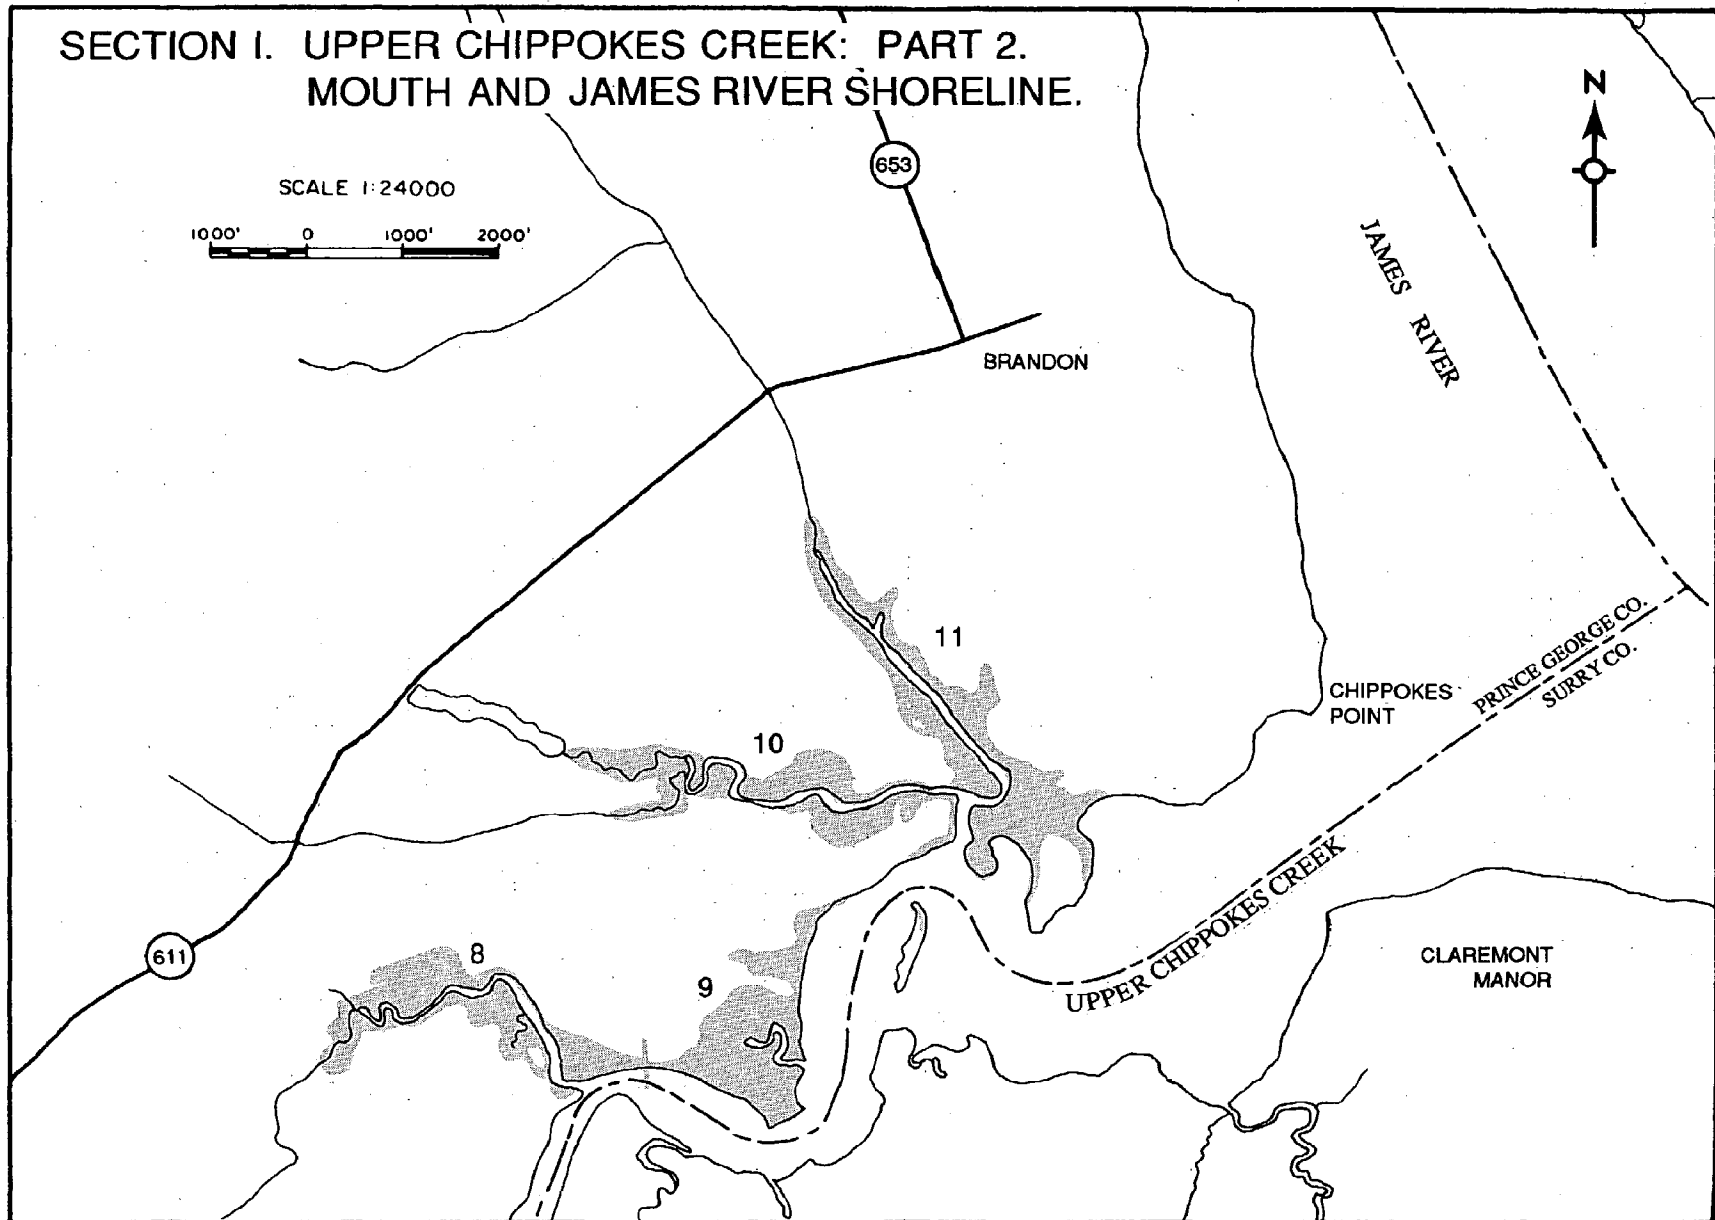 SECTION I. UPPER CHIPPOKES CREEK: PART 2.
MOUTH AND JAMES RIVER SHORELINE.
N
653
SCALE 1:24000
1000' 0 1000' 2000'
JAMES RIVER
BRANDON
11
PRINCE GEORGE CO.
SURRY CO.
CHIPPOKES
POINT
10
UPPER CHIPPOKES CREEK
611
8
9
CLAREMONT
MANOR